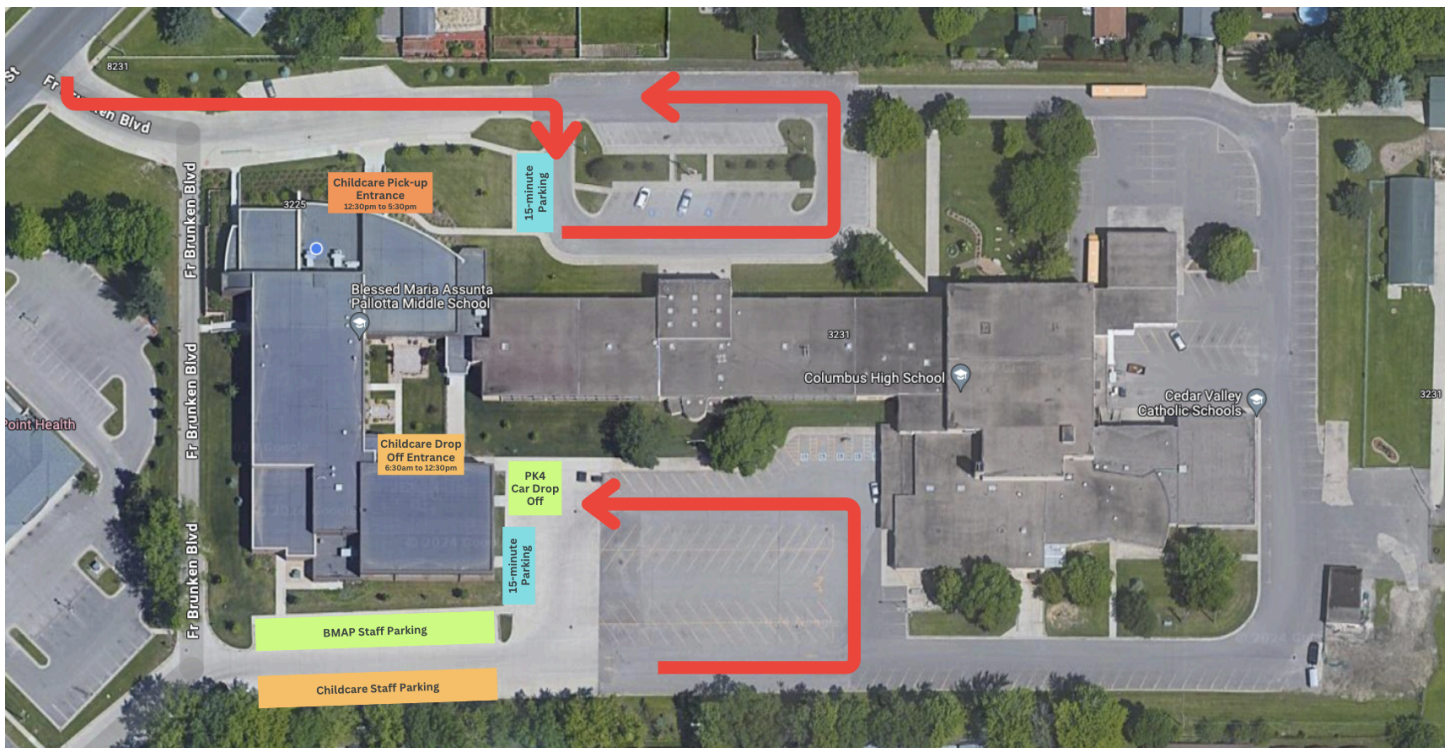 8231
St
Fr Brunken Blvd
Fr Brunken Blvd
Childcare Pick-up
Entrance
12:30pm to 5:30pm
3225
15-minute
Parking
Blessed Maria Assunta
Pallotta Middle School
3231
Columbus High School
Cedar Valley
Catholic Schools
3231
Fr Brunken Blvd
Point Health
Childcare Drop
Off Entrance
6:30am to 12:30pm
PK4
Car Drop
Off
15-minute
Parking
Fr Brunken Blvd
BMAP Staff Parking
Childcare Staff Parking